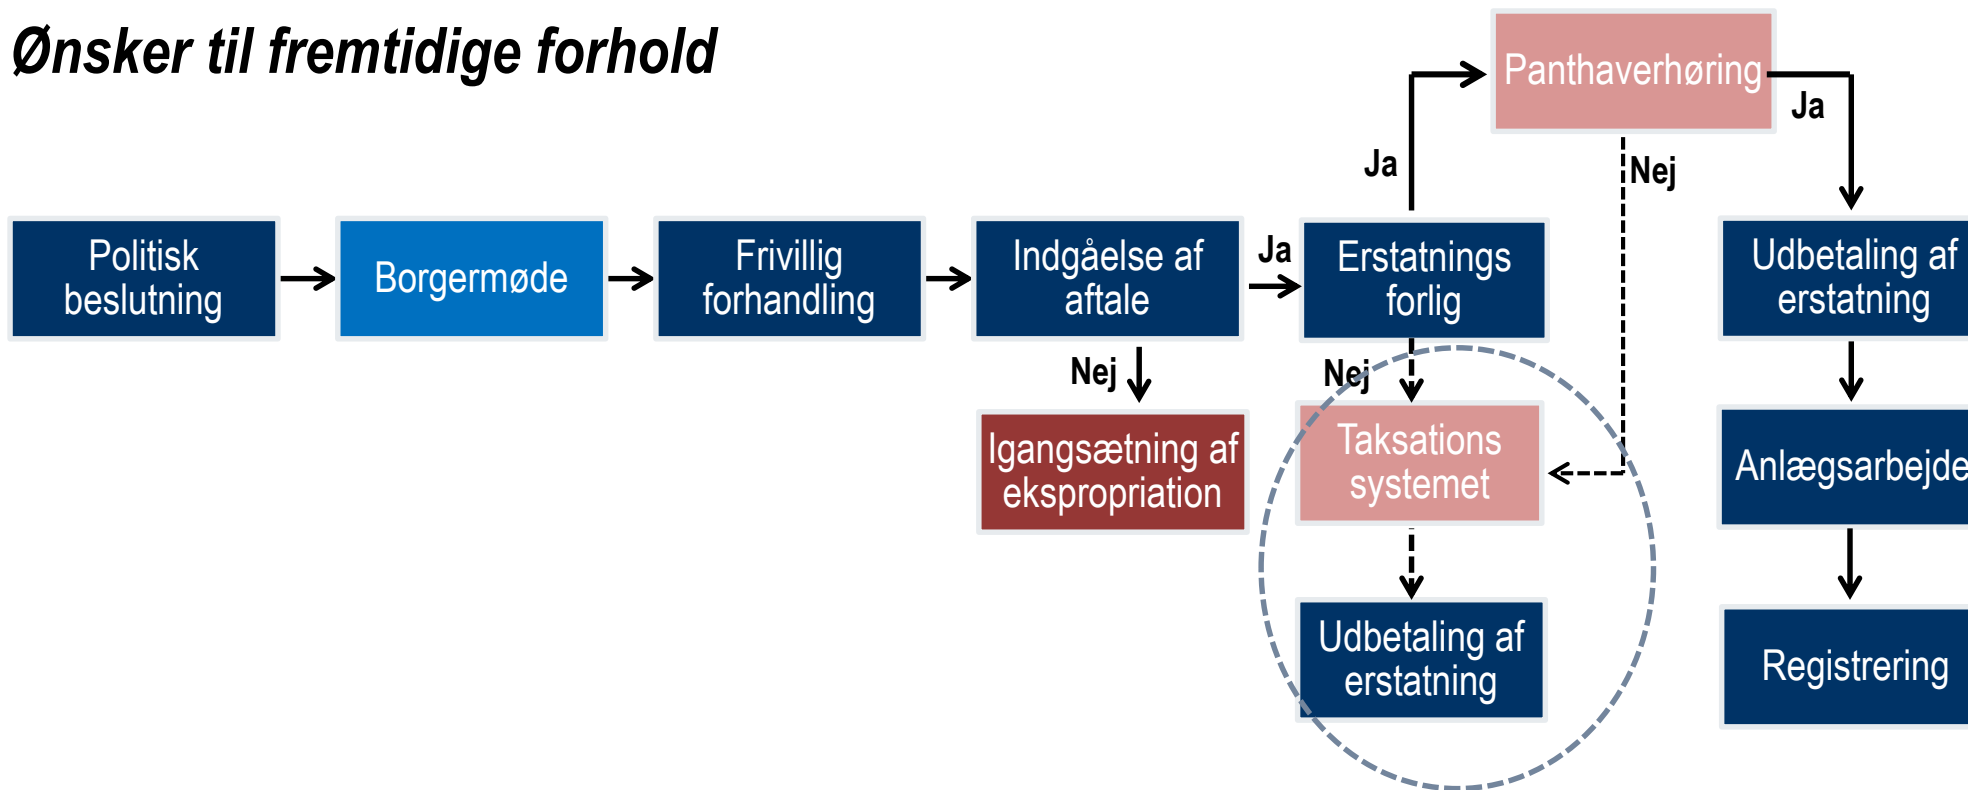 Ønsker til fremtidige forhold
Panthaverhøring
Ja
Ja
Nej
Politisk
beslutning
Borgermøde
Frivillig
forhandling
Indgåelse af
aftale
Ja
Erstatnings
forlig
Udbetaling af
erstatning
Nej
Nej
Igangsætning af
ekspropriation
Taksations
systemet
Anlægsarbejde
Udbetaling af
erstatning
Registrering